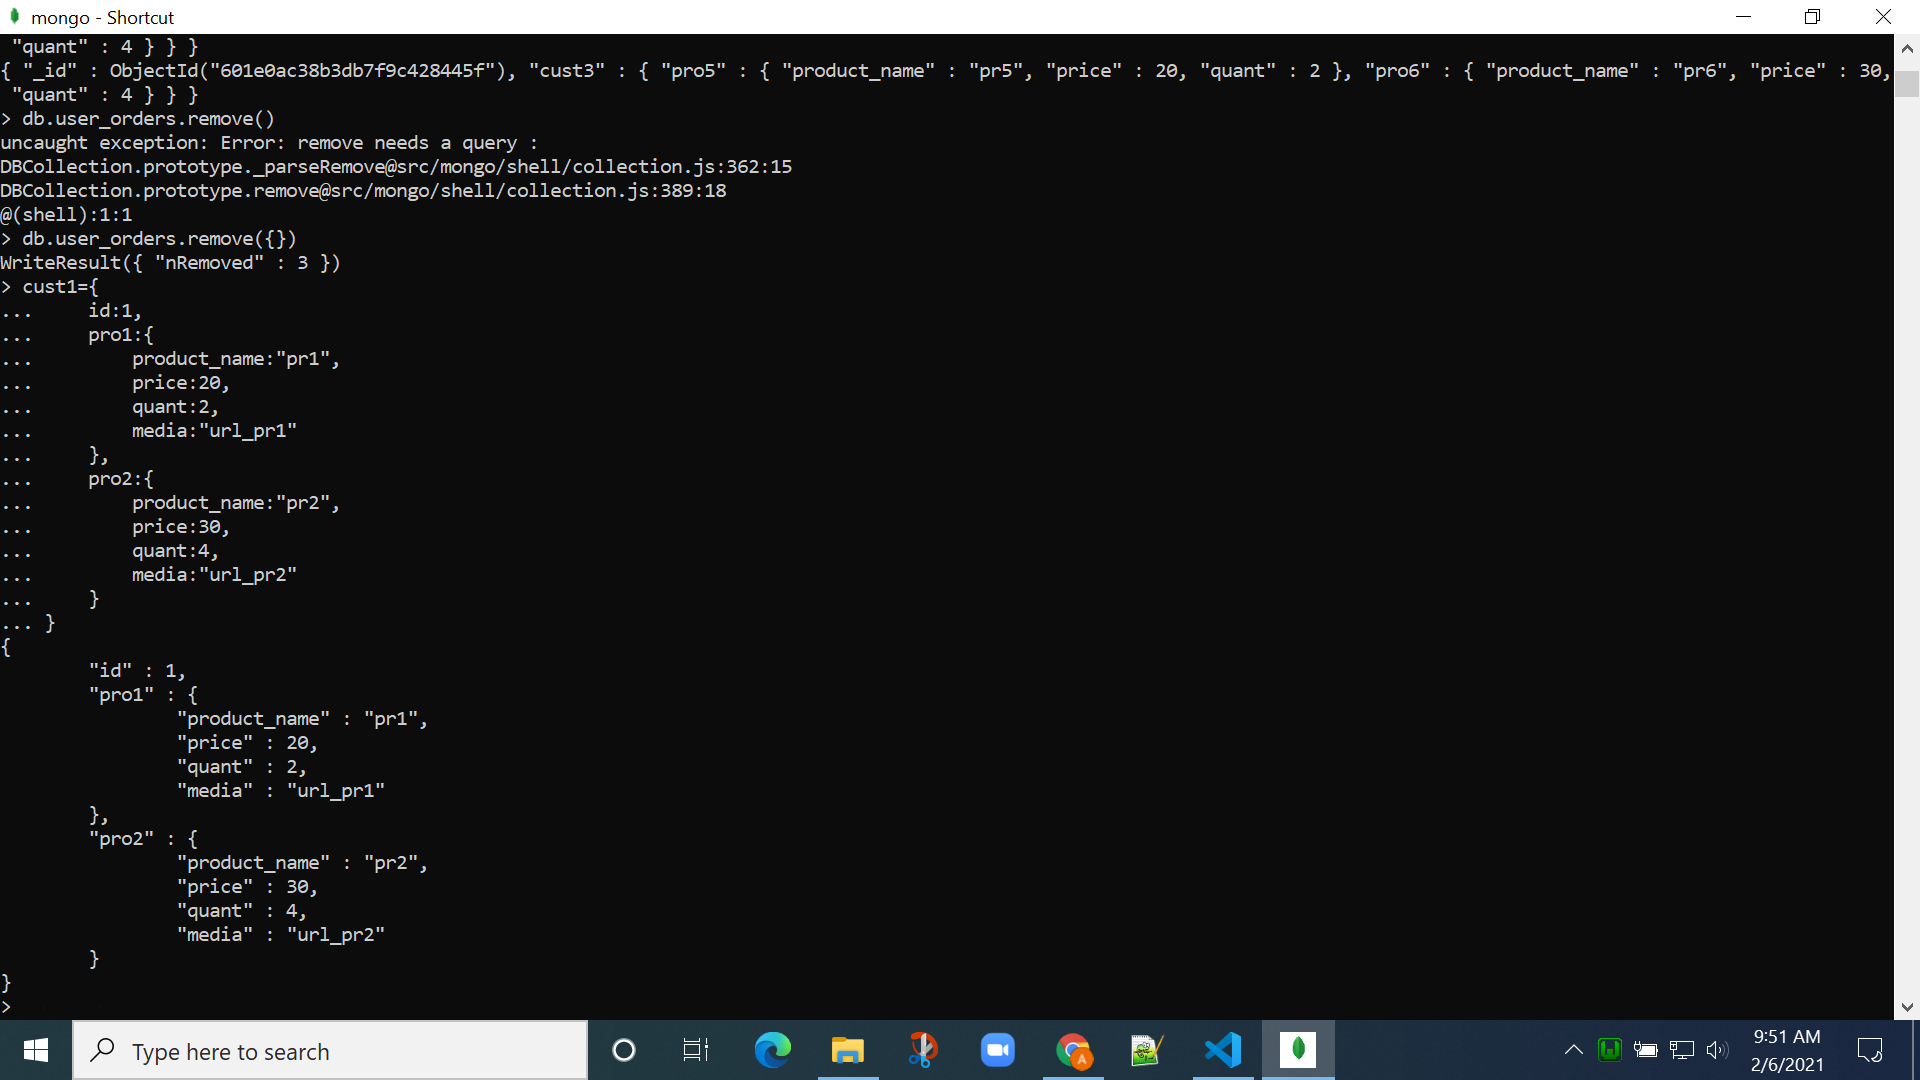 mongo - Shortcut
"quant" : 4 } } }
{ "_id" : ObjectId("601e0ac38b3db7f9c428445f"), "cust3" : { "pro5" : { "product_name" : "pr5", "price" : 20, "quant" : 2 }, "pro6" : { "product_name" : "pr6", "price" : 30,
"quant" : 4 } } }
> db.user_orders.remove()
uncaught exception: Error: remove needs a query :
DBCollection.prototype._parseRemove@src/mongo/shell/collection.js:362:15
DBCollection.prototype.remove@src/mongo/shell/collection.js:389:18
@(shell):1:1
> db.user_orders.remove({})
WriteResult({ "nRemoved" : 3 })
> cust1={
...     id:1,
...     pro1:{
...         product_name:"pr1",
...         price:20,
...         quant:2,
...         media:"url_pr1"
...     },
...     pro2:{
...         product_name:"pr2",
...         price:30,
...         quant:4,
...         media:"url_pr2"
...     }
... }
{
        "id" : 1,
        "pro1" : {
                "product_name" : "pr1",
                "price" : 20,
                "quant" : 2,
                "media" : "url_pr1"
        },
        "pro2" : {
                "product_name" : "pr2",
                "price" : 30,
                "quant" : 4,
                "media" : "url_pr2"
        }
}
>
Type here to search
A
9:51 AM
2/6/2021